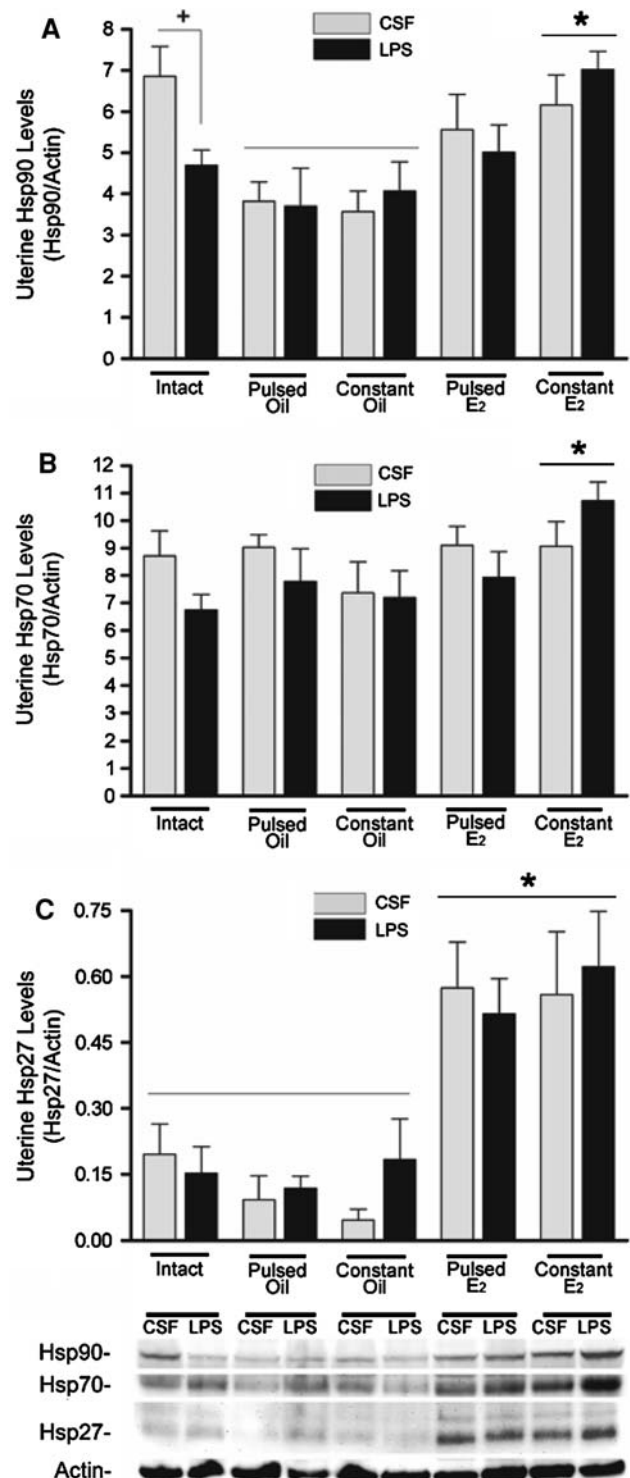 A
+
CSF
LPS
*
Uterine Hsp90 Levels
(Hsp90/Actin)
8
7
6
5
4
3
2
1
0
Intact
Pulsed
Oil
Constant
Oil
Pulsed
E2
Constant
E2
B
CSF
LPS
*
Uterine Hsp70 Levels
(Hsp70/Actin)
12
11
10
9
8
7
6
5
4
3
2
1
0
Intact
Pulsed
Oil
Constant
Oil
Pulsed
E2
Constant
E2
C
CSF
LPS
*
Uterine Hsp27 Levels
(Hsp27/Actin)
0.75
0.60
0.45
0.30
0.15
0.00
Intact
Pulsed
Oil
Constant
Oil
Pulsed
E2
Constant
E2
CSF LPS CSF LPS CSF LPS CSF LPS CSF LPS
Hsp90-
Hsp70-
Hsp27-
Actin-